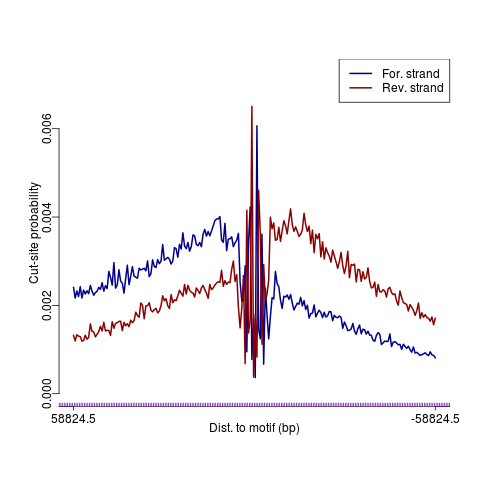 For. strand
Rev. strand
0.006
0.004
0.002
0.000
Cut-site probability
58824.5
-58824.5
Dist. to motif (bp)